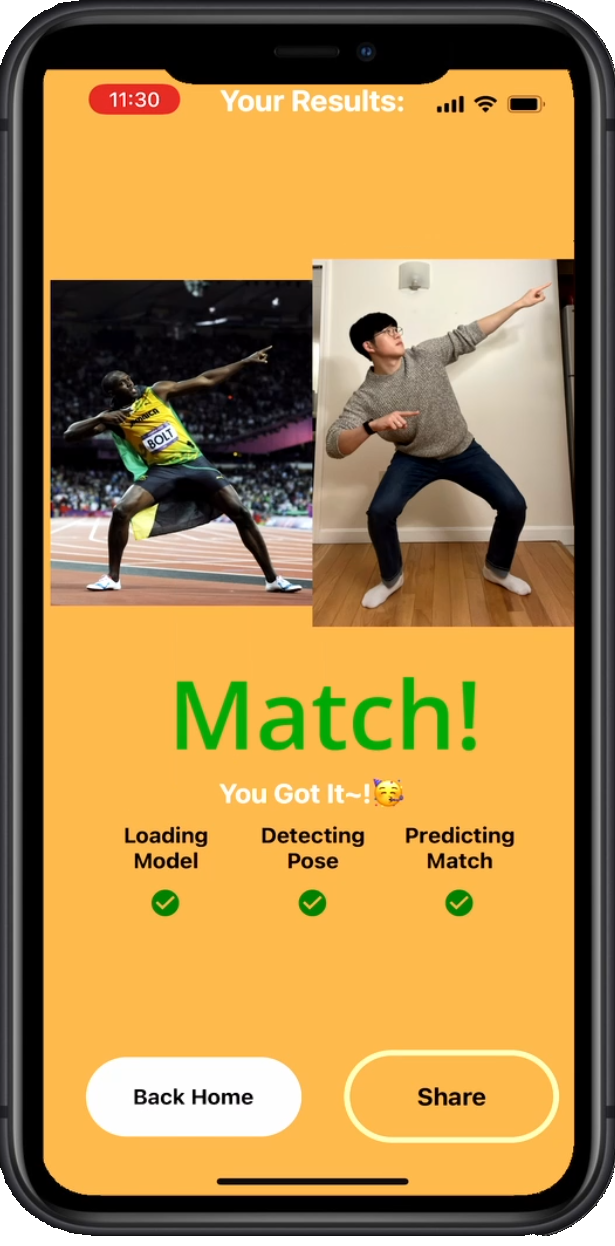 11:30
Your Results:
BOLT
Match!
You Got It~!🥳
Loading Model
Detecting Pose
Predicting Match
Back Home
Share